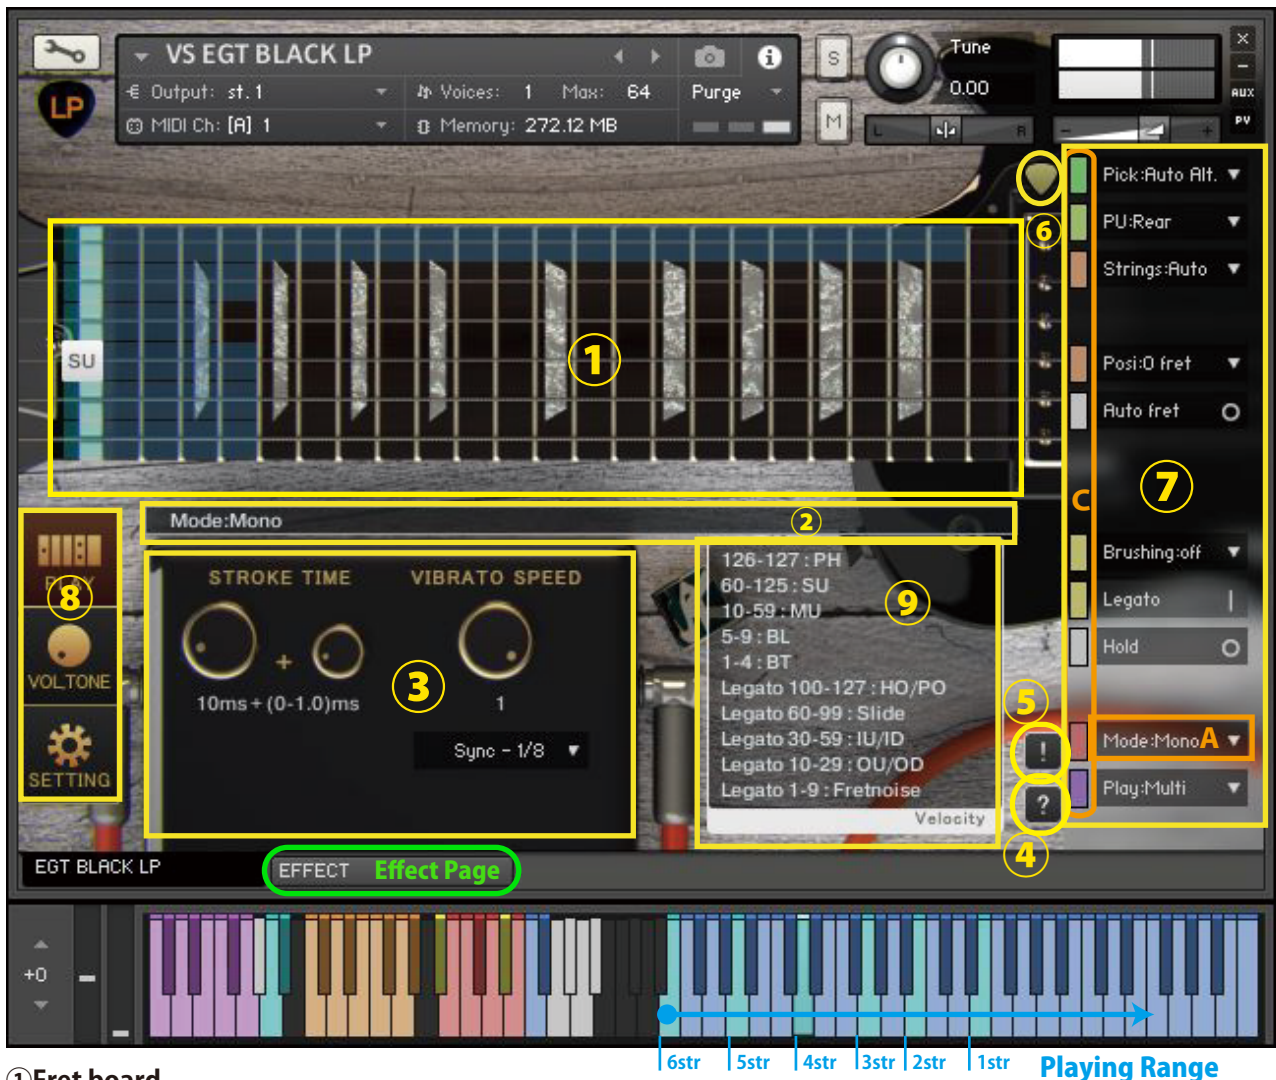 VS EGT BLACK LP
S
Tune
0.00
X
−
AUX
PV
LP
Output: st.1
Voices: 1 Max: 64
Purge
MIDI Ch: [A] 1
Memory: 272.12 MB
M
L
R
−
+
Pick:Auto Alt.
⑥
PU:Rear
Strings:Auto
SU
①
Posi:0 fret
Auto fret
C
⑦
Mode:Mono
②
PLAY
⑧
VOL.TONE
SETTING
STROKE TIME
VIBRATO SPEED
+
10ms+(0-1.0)ms
③
1
Sync - 1/8
126-127 : PH
60-125 : SU
10-59 : MU
⑨
5-9 : BL
1-4 : BT
Legato 100-127 : HO/PO
Legato 60-99 : Slide
Legato 30-59 : IU/ID
Legato 10-29 : OU/OD
Legato 1-9 : Fretnoise
Velocity
Brushing:off
Legato
Hold
⑤
!
Mode:Mono
A
?
Play:Multi
④
EGT BLACK LP
EFFECT
Effect Page
+0
6str
5str
4str
3str
2str
1str
Playing Range
①Fret board